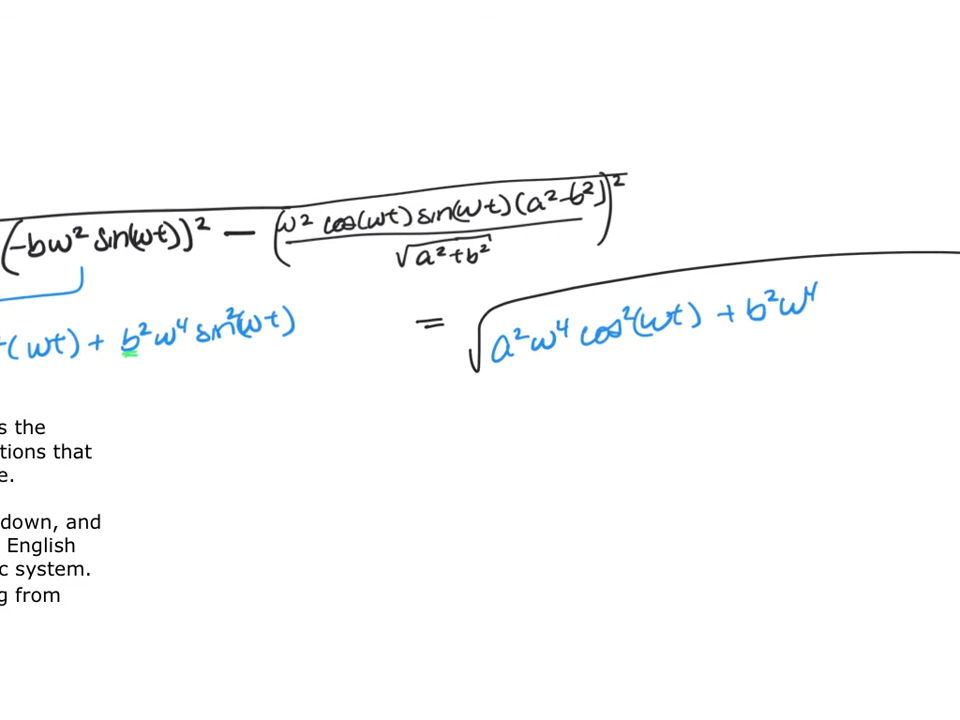 (-bw² sin(wt))² - (w² cos(wt) sin(wt)(a²-b²) / √a²+b²)²
(wt) + b²w⁴ sin²(wt) = √a²w⁴ cos²(wt) + b²w⁴
s the
tions that
e.
down, and
English
c system.
g from